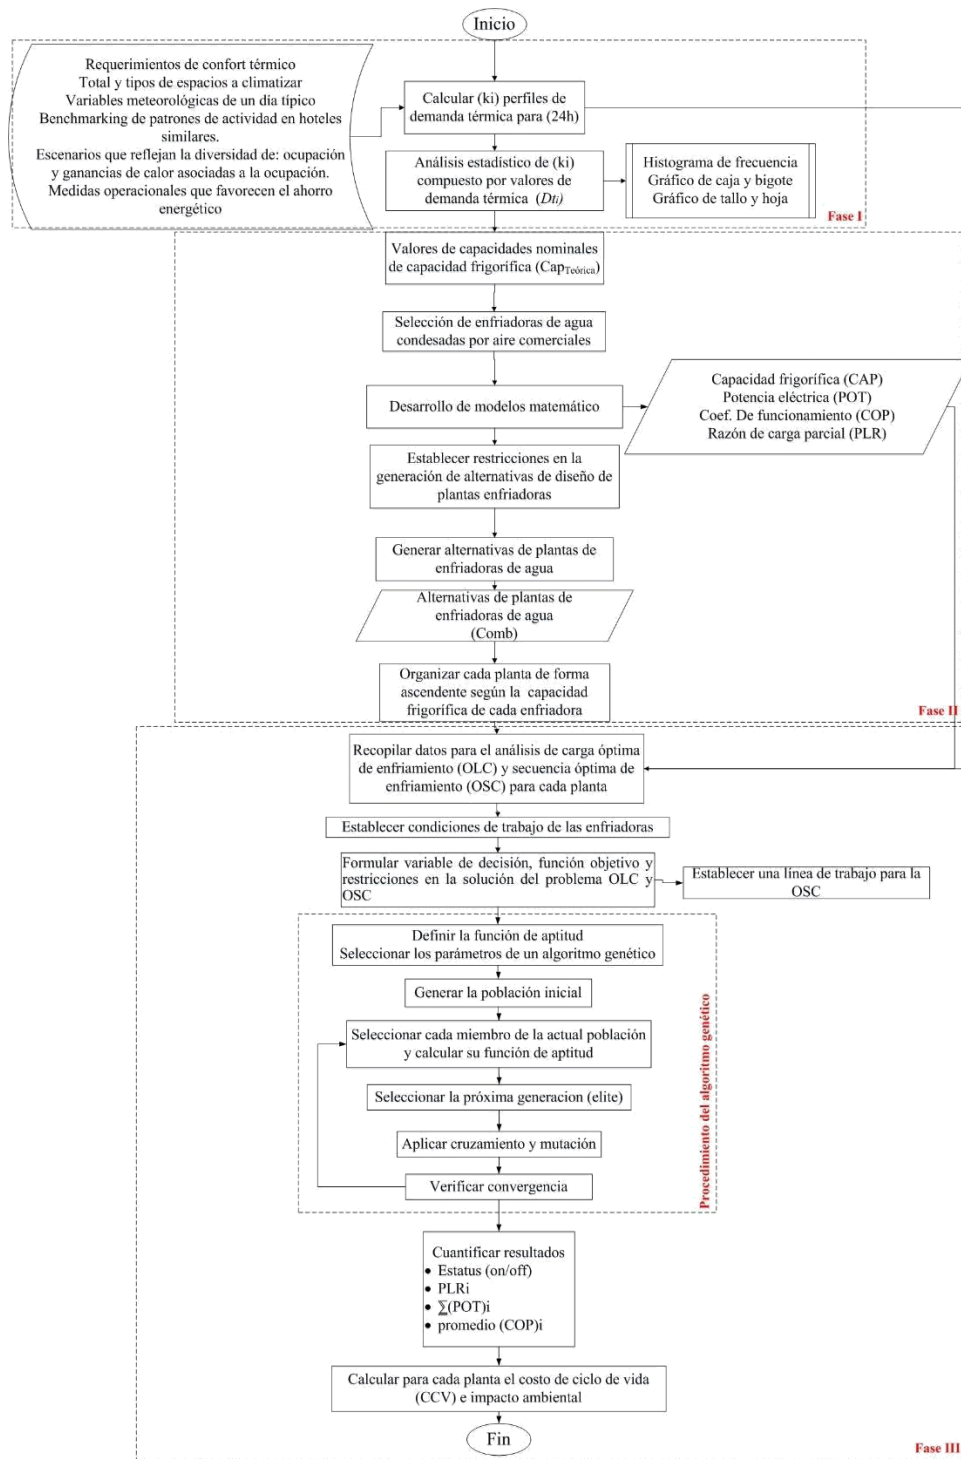 Inicio
Requerimientos de confort térmico
Total y tipos de espacios a climatizar
Variables meteorológicas de un día típico
Benchmarking de patrones de actividad en hoteles
similares.
Escenarios que reflejan la diversidad de: ocupación
y ganancias de calor asociadas a la ocupación.
Medidas operacionales que favorecen el ahorro
energético
Calcular (ki) perfiles de
demanda térmica para (24h)
Análisis estadístico de (ki)
compuesto por valores de
demanda térmica (Dti)
Histograma de frecuencia
Gráfico de caja y bigote
Gráfico de tallo y hoja
Fase I
Valores de capacidades nominales
de capacidad frigorífica (CapTeórica)
Selección de enfriadoras de agua
condesadas por aire comerciales
Desarrollo de modelos matemático
Capacidad frigorífica (CAP)
Potencia eléctrica (POT)
Coef. De funcionamiento (COP)
Razón de carga parcial (PLR)
Establecer restricciones en la
generación de alternativas de diseño de
plantas enfriadoras
Generar alternativas de plantas de
enfriadoras de agua
Alternativas de plantas de
enfriadoras de agua
(Comb)
Organizar cada planta de forma
ascendente según la capacidad
frigorífica de cada enfriadora
Fase II
Recopilar datos para el análisis de carga óptima
de enfriamiento (OLC) y secuencia óptima de
enfriamiento (OSC) para cada planta
Establecer condiciones de trabajo de las enfriadoras
Formular variable de decisión, función objetivo y
restricciones en la solución del problema OLC y
OSC
Establecer una línea de trabajo para la
OSC
Definir la función de aptitud
Seleccionar los parámetros de un algoritmo genético
Generar la población inicial
Seleccionar cada miembro de la actual población
y calcular su función de aptitud
Seleccionar la próxima generacion (elite)
Aplicar cruzamiento y mutación
Verificar convergencia
Procedimiento del algoritmo genético
Cuantificar resultados
● Estatus (on/off)
● PLRi
● ∑(POT)i
● promedio (COP)i
Calcular para cada planta el costo de ciclo de vida
(CCV) e impacto ambiental
Fin
Fase III